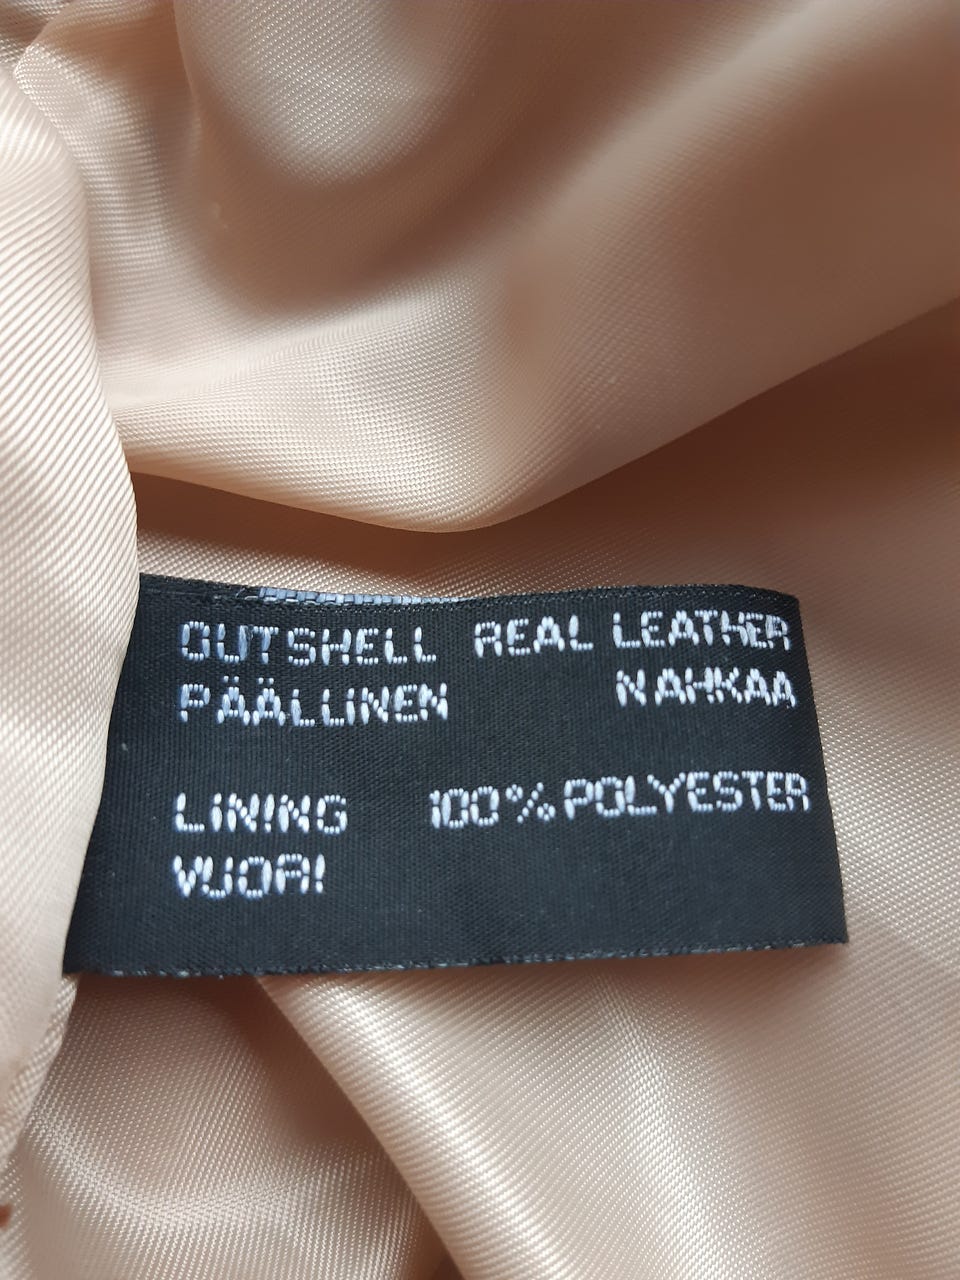 OUTSHELL REAL LEATHER
PÄÄLLINEN NAHKAA
LINING 100% POLYESTER
VUORI